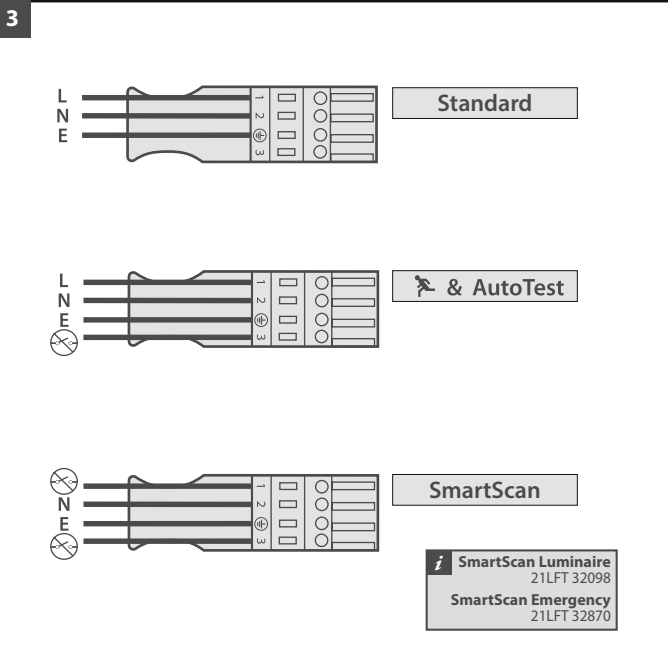 3
L
N
E
1
2
3
Standard
L
N
E
1
2
3
& AutoTest
N
E
1
2
3
SmartScan
i SmartScan Luminaire
21LFT 32098
SmartScan Emergency
21LFT 32870